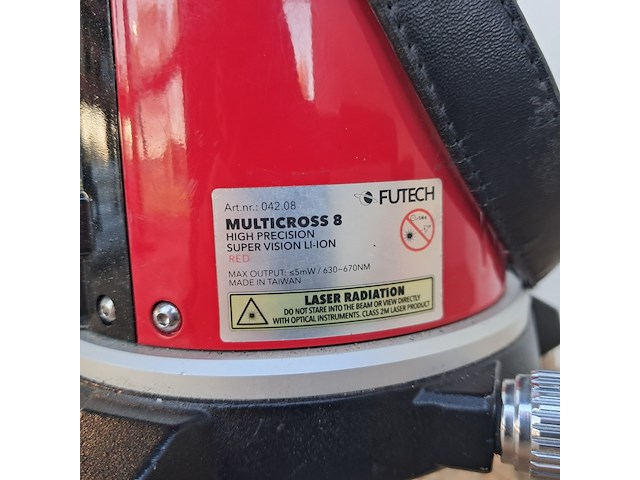 Art.nr.: 042.08
FUTECH
MULTICROSS 8
HIGH PRECISION
SUPER VISION LI-ION
RED
MAX OUTPUT: ≤5mW / 630-670NM
MADE IN TAIWAN
LASER RADIATION
DO NOT STARE INTO THE BEAM OR VIEW DIRECTLY
WITH OPTICAL INSTRUMENTS. CLASS 2M LASER PRODUCT